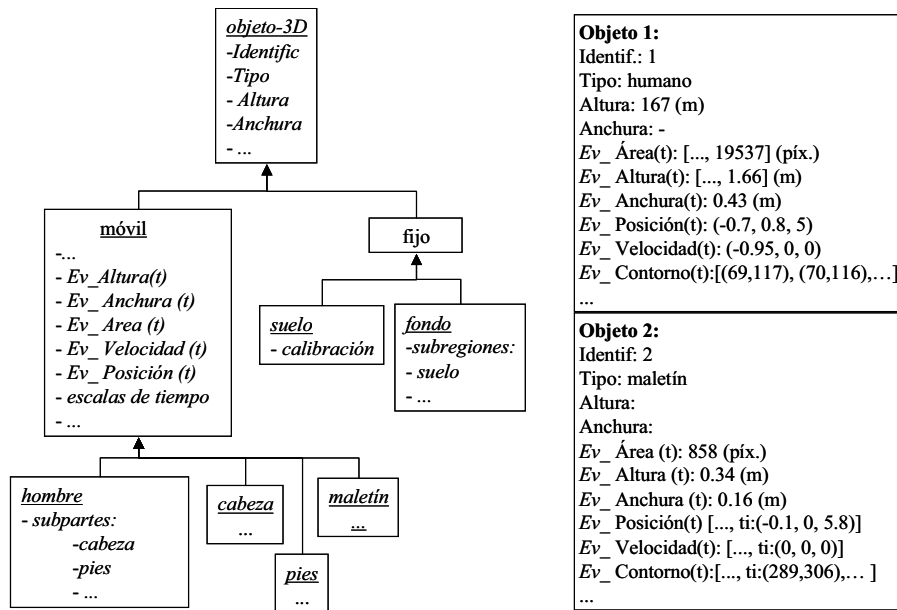 objeto-3D
-Identific
-Tipo
- Altura
-Anchura
- ...
móvil
-...
- Ev_Altura(t)
- Ev_ Anchura (t)
- Ev_ Area (t)
- Ev_ Velocidad (t)
- Ev_ Posición (t)
- escalas de tiempo
- ...
fijo
suelo
- calibración
fondo
-subregiones:
- suelo
- ...
hombre
- subpartes:
-cabeza
-pies
- ...
cabeza
...
pies
...
maletín
...
Objeto 1:
Identif.: 1
Tipo: humano
Altura: 167 (m)
Anchura: -
Ev_ Área(t): [..., 19537] (píx.)
Ev_ Altura(t): [..., 1.66] (m)
Ev_ Anchura(t): 0.43 (m)
Ev_ Posición(t): (-0.7, 0.8, 5)
Ev_ Velocidad(t): (-0.95, 0, 0)
Ev_ Contorno(t):[(69,117), (70,116),…]
...
Objeto 2:
Identif: 2
Tipo: maletín
Altura:
Anchura:
Ev_ Área (t): 858 (píx.)
Ev_ Altura (t): 0.34 (m)
Ev_ Anchura (t): 0.16 (m)
Ev_ Posición(t) [..., ti:(-0.1, 0, 5.8)]
Ev_ Velocidad(t): [..., ti:(0, 0, 0)]
Ev_ Contorno(t):[..., ti:(289,306),… ]
...